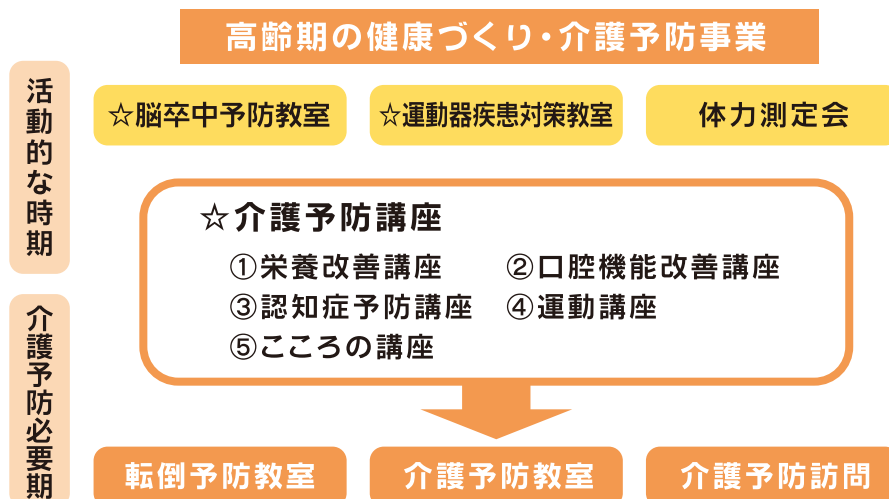 高齢期の健康づくり・介護予防事業
活動的な時期
☆脳卒中予防教室
☆運動器疾患対策教室
体力測定会
☆介護予防講座
①栄養改善講座
②口腔機能改善講座
③認知症予防講座
④運動講座
⑤こころの講座
介護予防必要期
転倒予防教室
介護予防教室
介護予防訪問